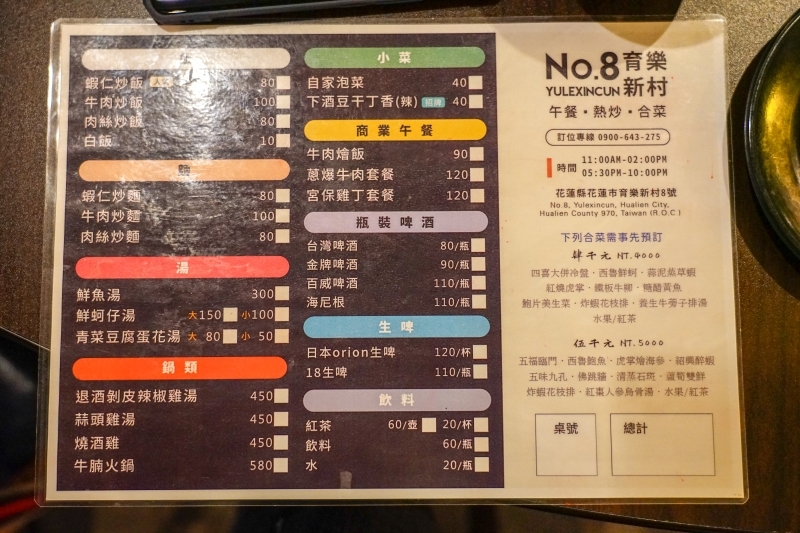 蝦仁炒飯 人氣 80
牛肉炒飯 100
肉絲炒飯 80
白飯 10
麵
蝦仁炒麵 80
牛肉炒麵 100
肉絲炒麵 80
湯
鮮魚湯 300
鮮蚵仔湯 大150 小100
青菜豆腐蛋花湯 大 80 小 50
鍋類
退酒剝皮辣椒雞湯 450
蒜頭雞湯 450
燒酒雞 450
牛腩火鍋 580
小菜
自家泡菜 40
下酒豆干丁香(辣) 招牌 40
商業午餐
牛肉燴飯 90
蔥爆牛肉套餐 120
宮保雞丁套餐 120
瓶裝啤酒
台灣啤酒 80/瓶
金牌啤酒 90/瓶
百威啤酒 110/瓶
海尼根 110/瓶
生啤
日本orion生啤 120/杯
18生啤 110/瓶
飲料
紅茶 60/壺 20/杯
飲料 60/瓶
水 20/瓶
No.8 育樂
YULEXINCUN 新村
午餐・熱炒・合菜
訂位專線 0900-643-275
時間 11:00AM-02:00PM
05:30PM-10:00PM
花蓮縣花蓮市育樂新村8號
No.8, Yulexincun, Hualien City,
Hualien County 970, Taiwan (R.O.C)
下列合菜需事先預訂
肆千元 NT.4000
四喜大併冷盤・西魯鮮蚵・蒜泥蒸草蝦
紅燒虎掌・鐵板牛柳・糖醋黃魚
鮑片美生菜・炸蝦花枝排・養生牛蒡子排湯
水果/紅茶
伍千元 NT.5000
五福臨門・西魯鮑魚・虎掌燴海參・紹興醉蝦
五味九孔・佛跳牆・清蒸石斑・蘆筍雙鮮
炸蝦花枝排・紅棗人參烏骨湯・水果/紅茶
桌號
總計